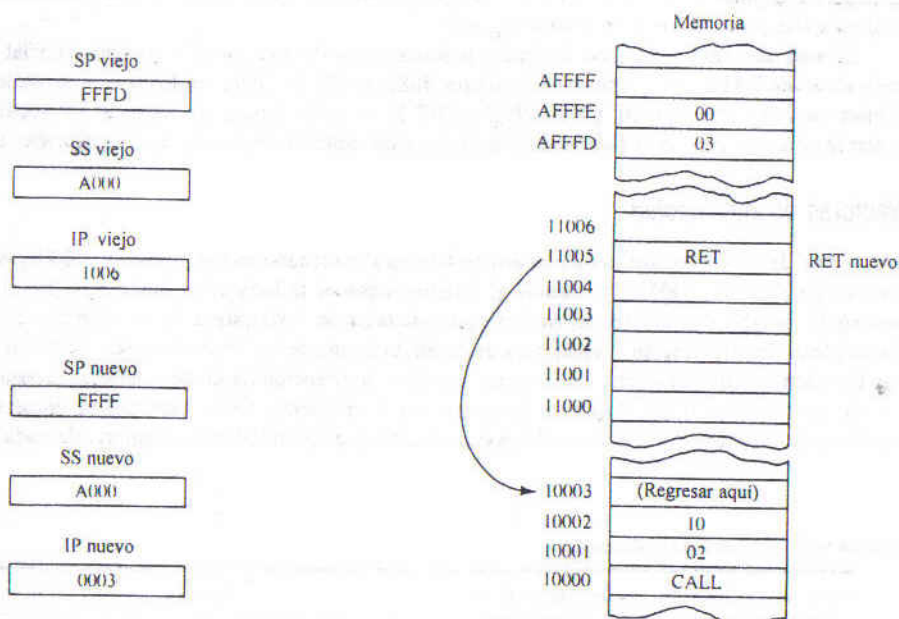 SP viejo
FFFD
SS viejo
A000
IP viejo
1006
SP nuevo
FFFF
SS nuevo
A000
IP nuevo
0003
Memoria
AFFFF
AFFFE 00
AFFFD 03
11006
11005 RET RET nuevo
11004
11003
11002
11001
11000
10003 (Regresar aquí)
10002 10
10001 02
10000 CALL